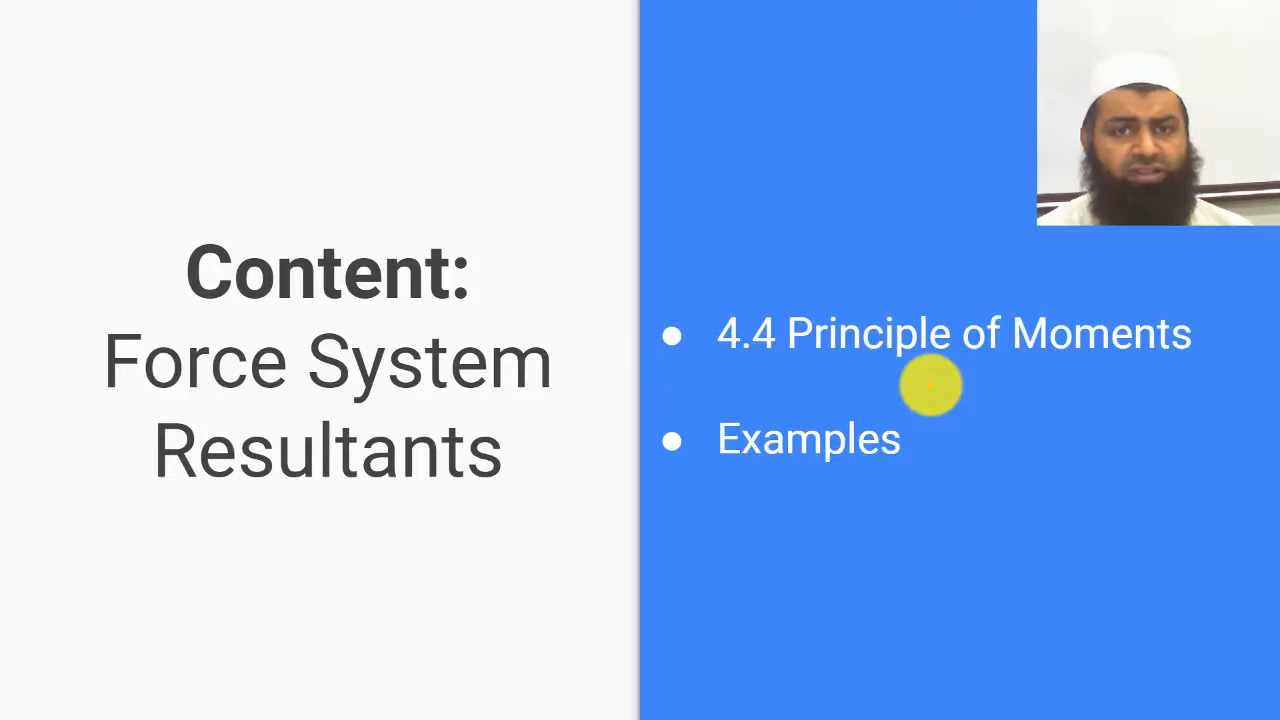 Content:
Force System
Resultants
● 4.4 Principle of Moments
● Examples